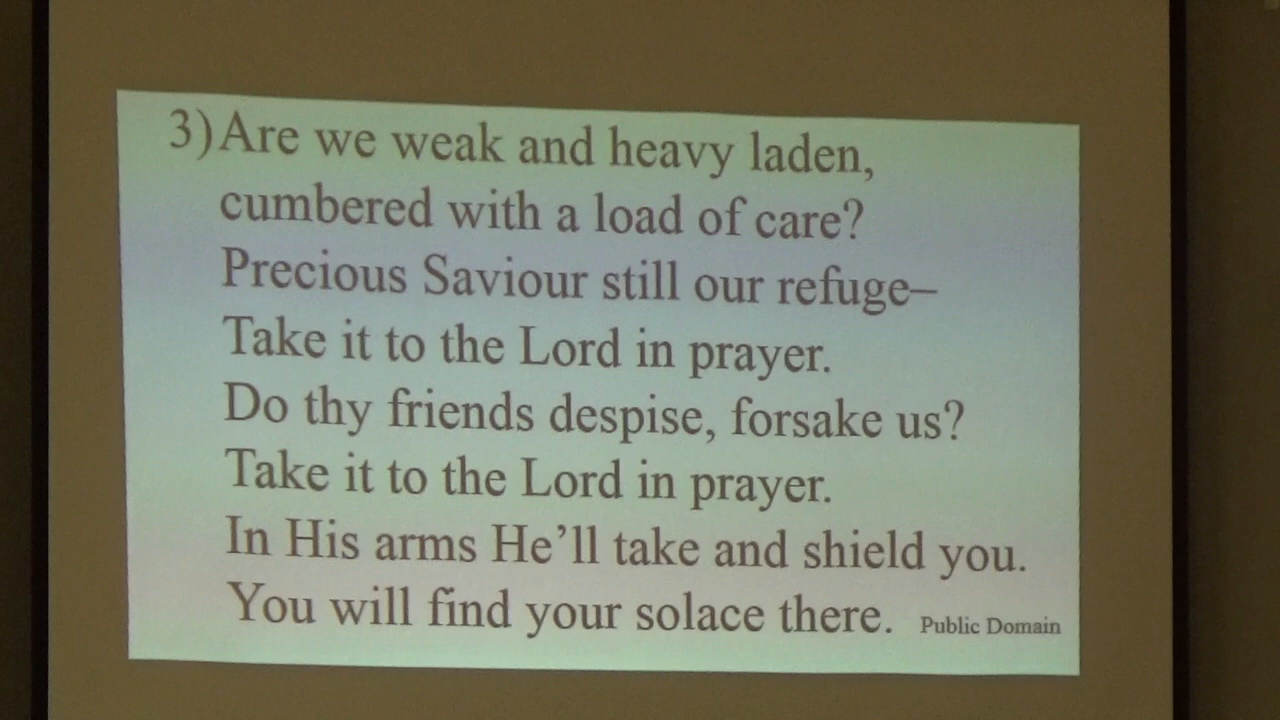 3) Are we weak and heavy laden,
cumbered with a load of care?
Precious Saviour still our refuge–
Take it to the Lord in prayer.
Do thy friends despise, forsake us?
Take it to the Lord in prayer.
In His arms He’ll take and shield you.
You will find your solace there. Public Domain